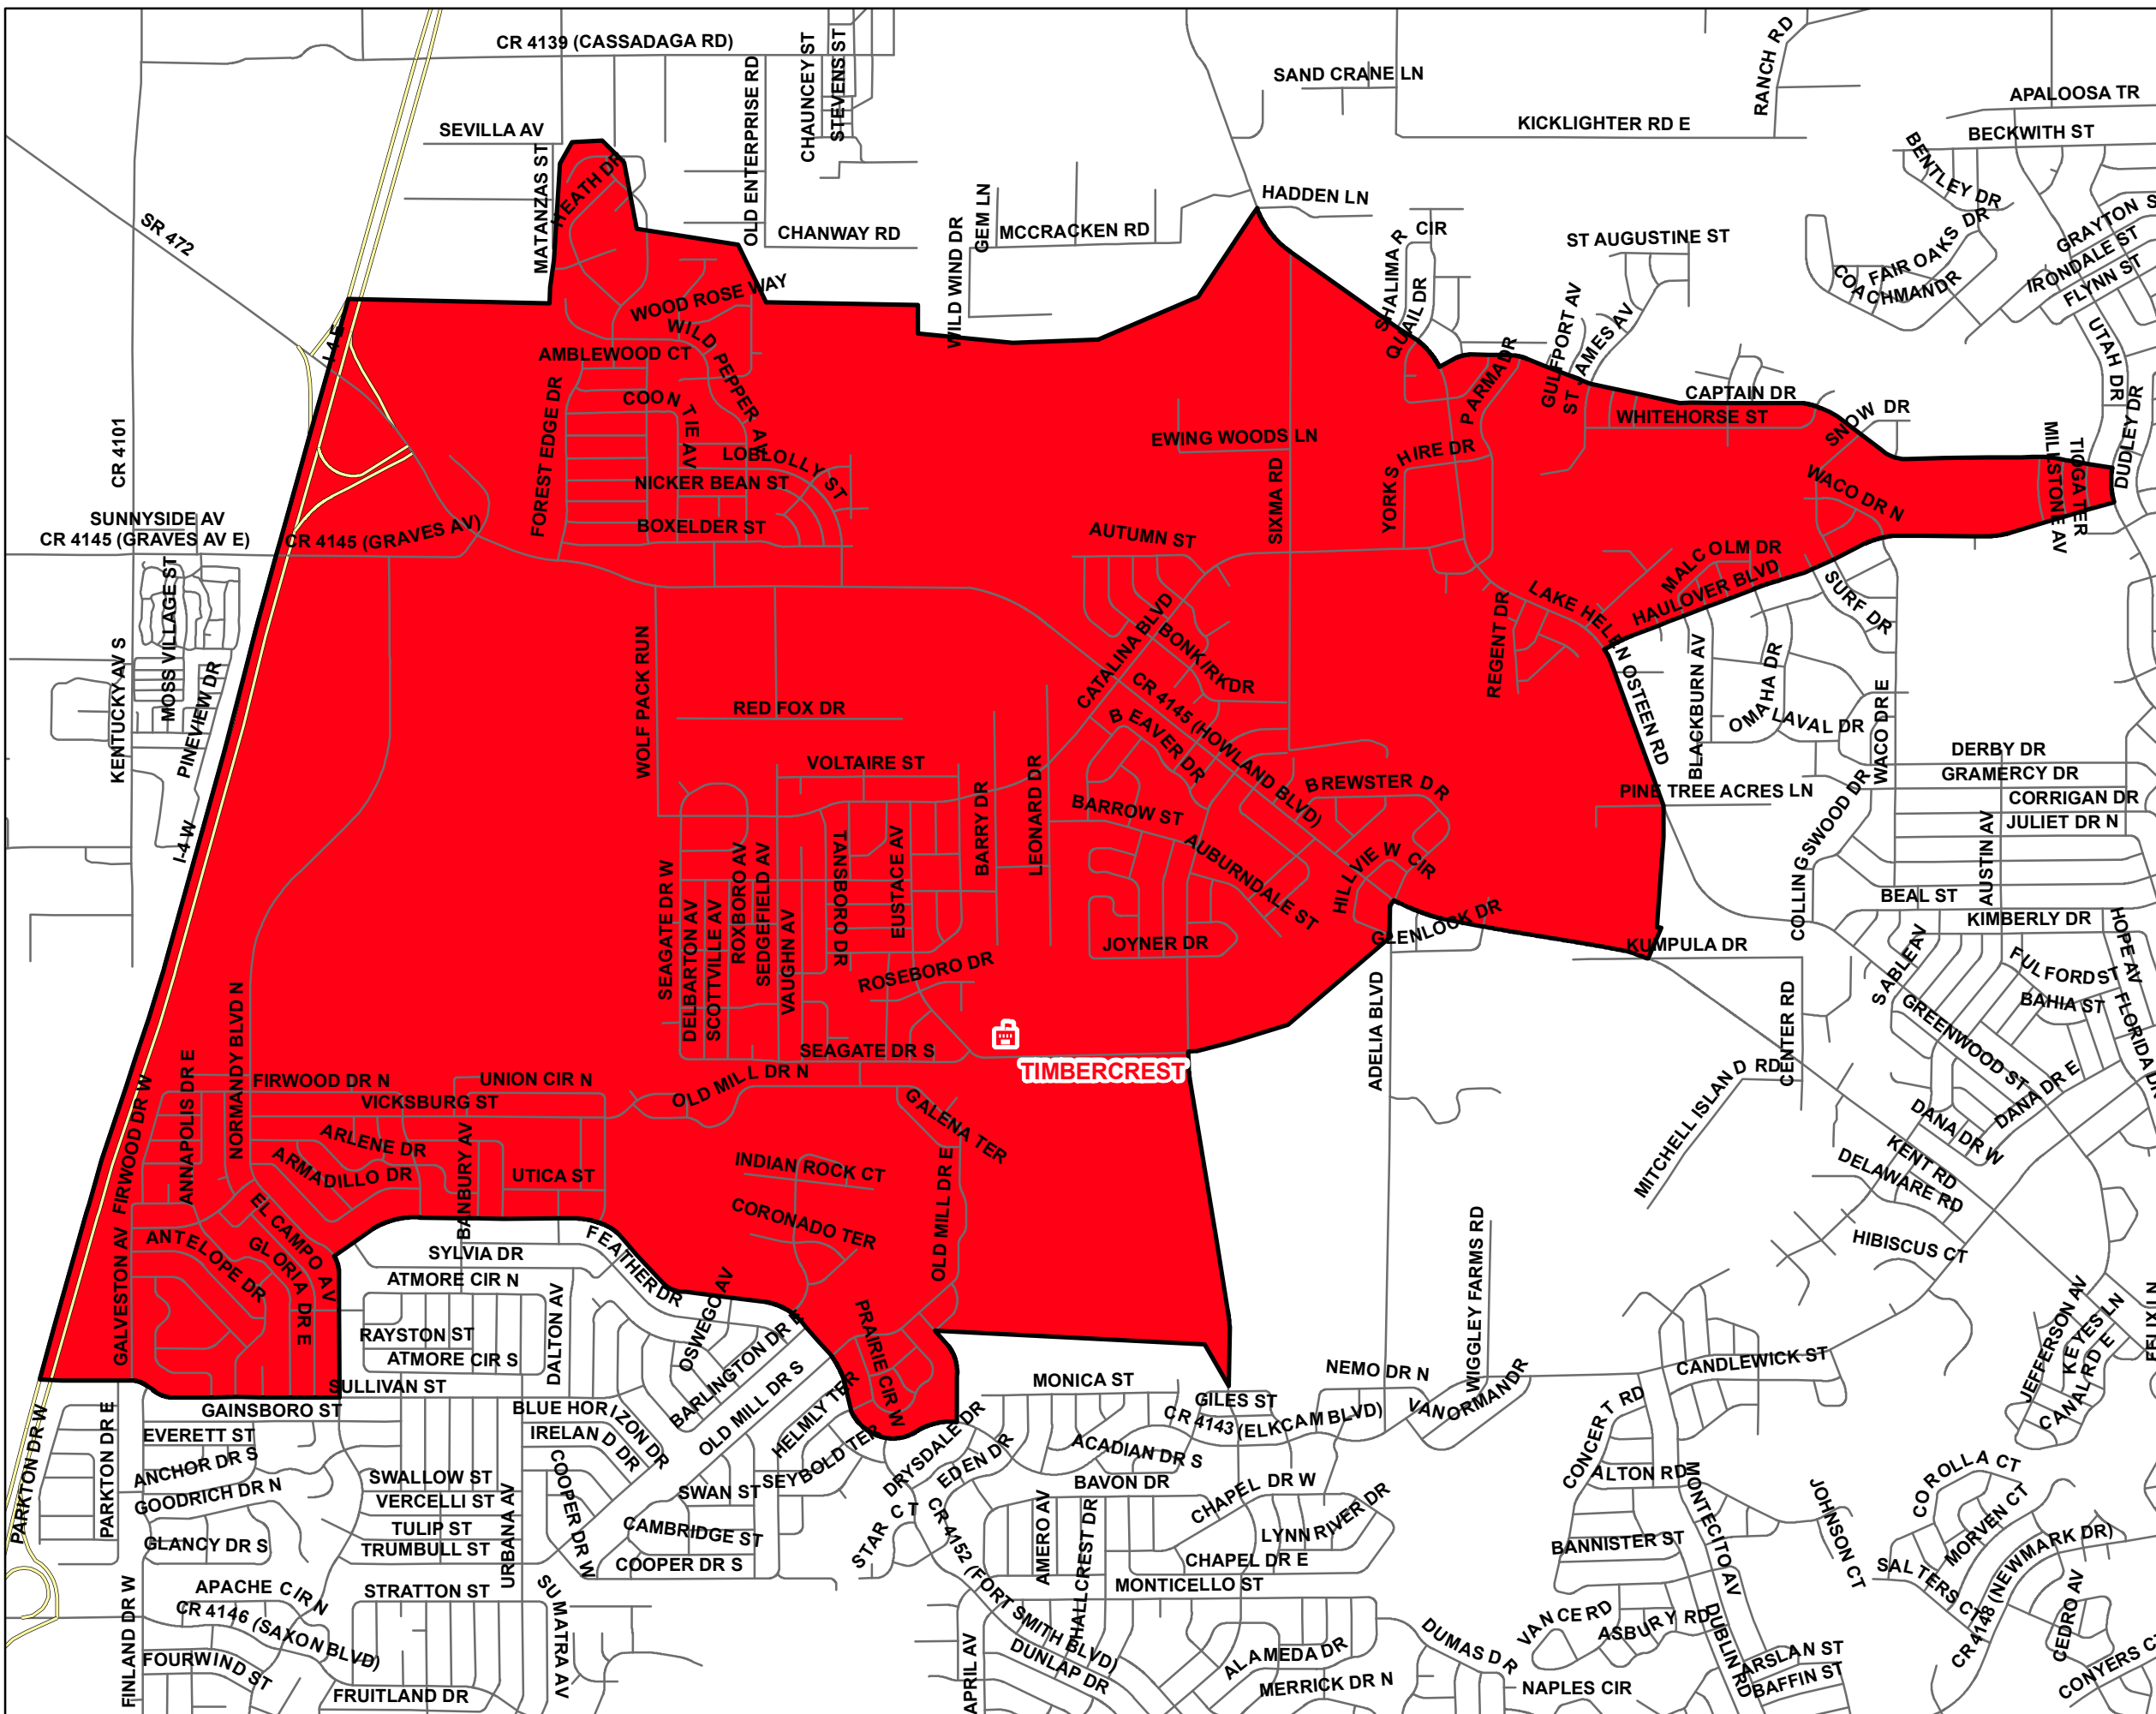 CR 4139 (CASSADAGA RD)
CHAUNCEY ST
STEVENS ST
OLD ENTERPRISE RD
SAND CRANE LN
RANCH RD
APALOOSA TR
KICKLIGHTER RD E
BECKWITH ST
SEVILLA AV
MATANZAS ST
HEATH DR
BENTLEY DR
HADDEN LN
GEM LN
MCCRACKEN RD
CHANWAY RD
WILD WIND DR
SR 472
SHALIMAR CIR
ST AUGUSTINE ST
FAIR OAKS DR
COACHMAN DR
GRAYTON S
IRONDALE ST
FLYNN ST
UTAH DR
DUDLEY DR
WOOD ROSE WAY
WILD PEPPER AV
QUAIL DR
GULFPORT AV
ST JAMES AV
PARMA DR
I-4 E
AMBLEWOOD CT
FOREST EDGE DR
COONTIE AV
CAPTAIN DR
WHITEHORSE ST
SNOW DR
CR 4101
EWING WOODS LN
YORKSHIRE DR
SIXMA RD
LOBLOLLY ST
NICKER BEAN ST
BOXELDER ST
WACO DR N
MILLSTONE AV
TIOGA TER
SUNNYSIDE AV
CR 4145 (GRAVES AV E)
CR 4145 (GRAVES AV)
AUTUMN ST
MALCOLM DR
HAULOVER BLVD
LAKE HELEN OSTEEN RD
REGENT DR
SURF DR
MOSS VILLAGE ST
KENTUCKY AV S
PINEVIEW DR
WOLF PACK RUN
CATALINA BLVD
BONKIRK DR
CR 4145 (HOWLAND BLVD)
BEAVER DR
BLACKBURN AV
OMAHA DR
LAVAL DR
WACO DR E
RED FOX DR
VOLTAIRE ST
BARRY DR
LEONARD DR
BREWSTER DR
BARROW ST
AUBURNDALE ST
HILLVIEW CIR
PINE TREE ACRES LN
COLLINGSWOOD DR
DERBY DR
GRAMERCY DR
CORRIGAN DR
JULIET DR N
AUSTIN AV
BEAL ST
KIMBERLY DR
I-4 W
SEAGATE DR W
DELBARTON AV
SCOTTVILLE AV
ROXBORO AV
SEDGEFIELD AV
VAUGHN AV
TANSBORO DR
EUSTACE AV
ROSEBORO DR
JOYNER DR
GLENLOCK DR
KUMPULA DR
SABLE AV
FULFORD ST
BAHIA ST
HOPE AV
GREENWOOD ST
ADELIA BLVD
CENTER RD
SEAGATE DR S
TIMBERCREST
NORMANDY BLVD N
ANNAPOLIS DR E
FIRWOOD DR W
FIRWOOD DR N
UNION CIR N
VICKSBURG ST
OLD MILL DR N
GALENA TER
ARLENE DR
ARMADILLO DR
BANBURY AV
UTICA ST
INDIAN ROCK CT
CORONADO TER
OLD MILL DR E
MITCHELL ISLAND RD
DANA DR E
DANA DR W
KENT RD
DELAWARE RD
HIBISCUS CT
GALVESTON AV
ANTELOPE DR
EL CAMPO AV
GLORIA DR E
SYLVIA DR
ATMORE CIR N
FEATHER DR
RAYSTON ST
ATMORE CIR S
DALTON AV
OSWEGO AV
BARLINGTON DR E
OLD MILL DR S
PRAIRIE CIR W
HELMLY TER
SEYBOLD TER
WIGGLEY FARMS RD
CANDLEWICK ST
JEFFERSON AV
KEYES LN
CANAL RD E
FELIX LN
SULLIVAN ST
GAINSBORO ST
EVERETT ST
ANCHOR DR S
GOODRICH DR N
GLANCY DR S
PARKTON DR W
PARKTON DR E
BLUE HORIZON DR
IRELAND DR
COOPER DR W
SWALLOW ST
VERCELLI ST
TULIP ST
TRUMBULL ST
URBANA AV
SWAN ST
CAMBRIDGE ST
COOPER DR S
MONICA ST
GILES ST
NEMO DR N
VANORMAN DR
CR 4143 (ELKCAM BLVD)
DRYSDALE DR
EDEN DR
ACADIAN DR S
BAVON DR
CHAPEL DR W
LYNN RIVER DR
CHAPEL DR E
STAR CT
CR 4152 (FORT SMITH BLVD)
AMERO AV
HALLCREST DR
CONCERT RD
ALTON RD
MONTECITO AV
BANNISTER ST
JOHNSON CT
COROLLA CT
MORVEN CT
SALTERS CT
CR 4148 (NEWMARK DR)
CEDRO AV
CONYERS C
APACHE CIR N
CR 4146 (SAXON BLVD)
FINLAND DR W
FOURWIND ST
STRATTON ST
SUMATRA AV
FRUITLAND DR
MONTICELLO ST
APRIL AV
DUNLAP DR
ALAMEDA DR
MERRICK DR N
DUMAS DR
VANCE RD
ASBURY RD
DUBLIN RD
ARSLAN ST
BAFFIN ST
NAPLES CIR